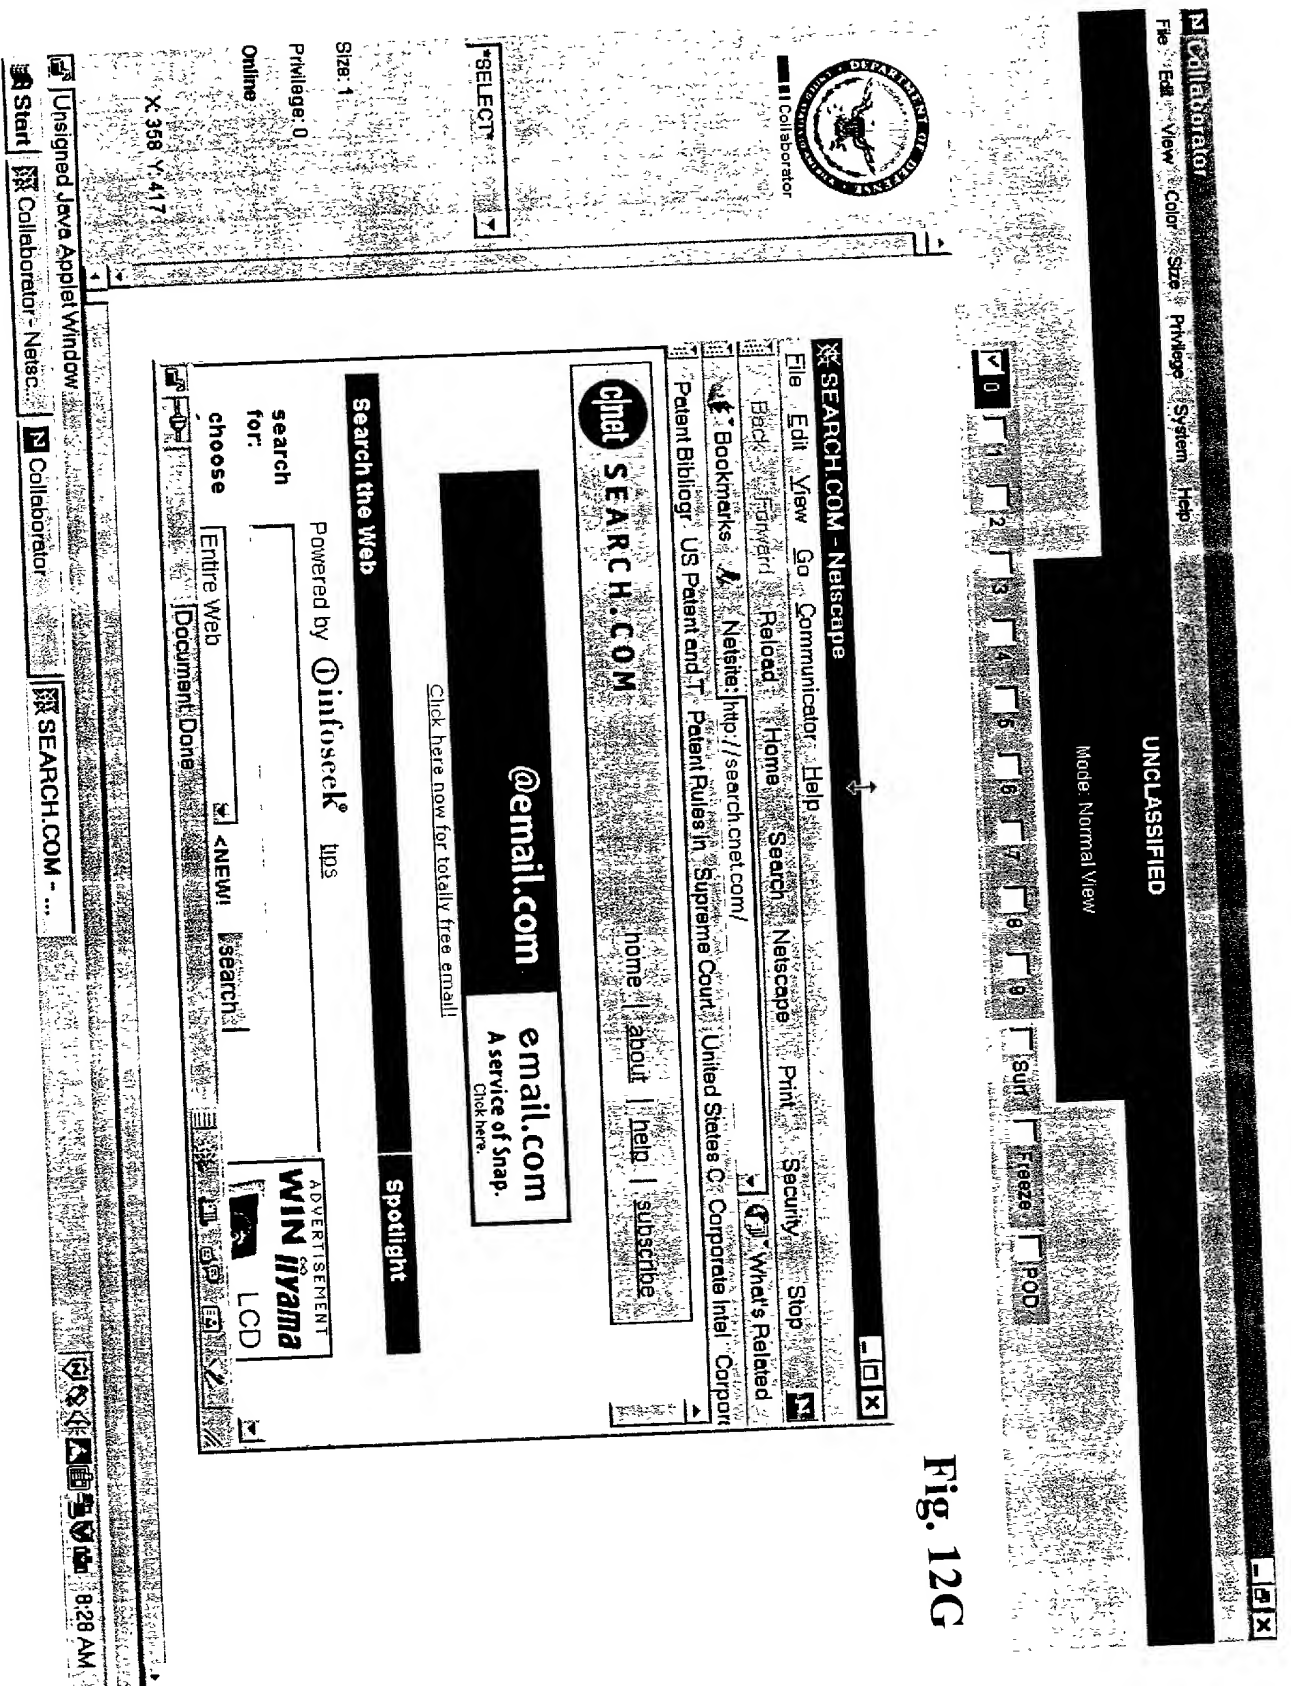 Collaborator
File Edit View Color Size Privilege System Help
UNCLASSIFIED
Mode: Normal View
0 1 2 3 4 5 6 7 8 9 Surf Freeze POD
DEPARTMENT OF DEFENSE
Collaborator
*SELECT*
Size: 1
Privilege: 0
Online
X: 358 Y: 417
Fig. 12G
SEARCH.COM - Netscape
File Edit View Go Communicator Help
Back Forward Reload Home Search Netscape Print Security Stop
Bookmarks Netsite: http://search.cnet.com/ What's Related
Patent Bibliogr US Patent and T Patent Rules in Supreme Court United States C Corporate Intel Corpor
c|net SEARCH.COM home | about | help | subscribe
@email.com
email.com
A service of Snap.
Click here.
Click here now for totally free email!
Search the Web
Spotlight
Powered by infoseek® tips
search for:
choose Entire Web <NEW! search
ADVERTISEMENT
WIN iiyama
LCD
Document: Done
Unsigned Java Applet Window
Start Collaborator - Netsc... Collaborator SEARCH.COM - ... 8:28 AM